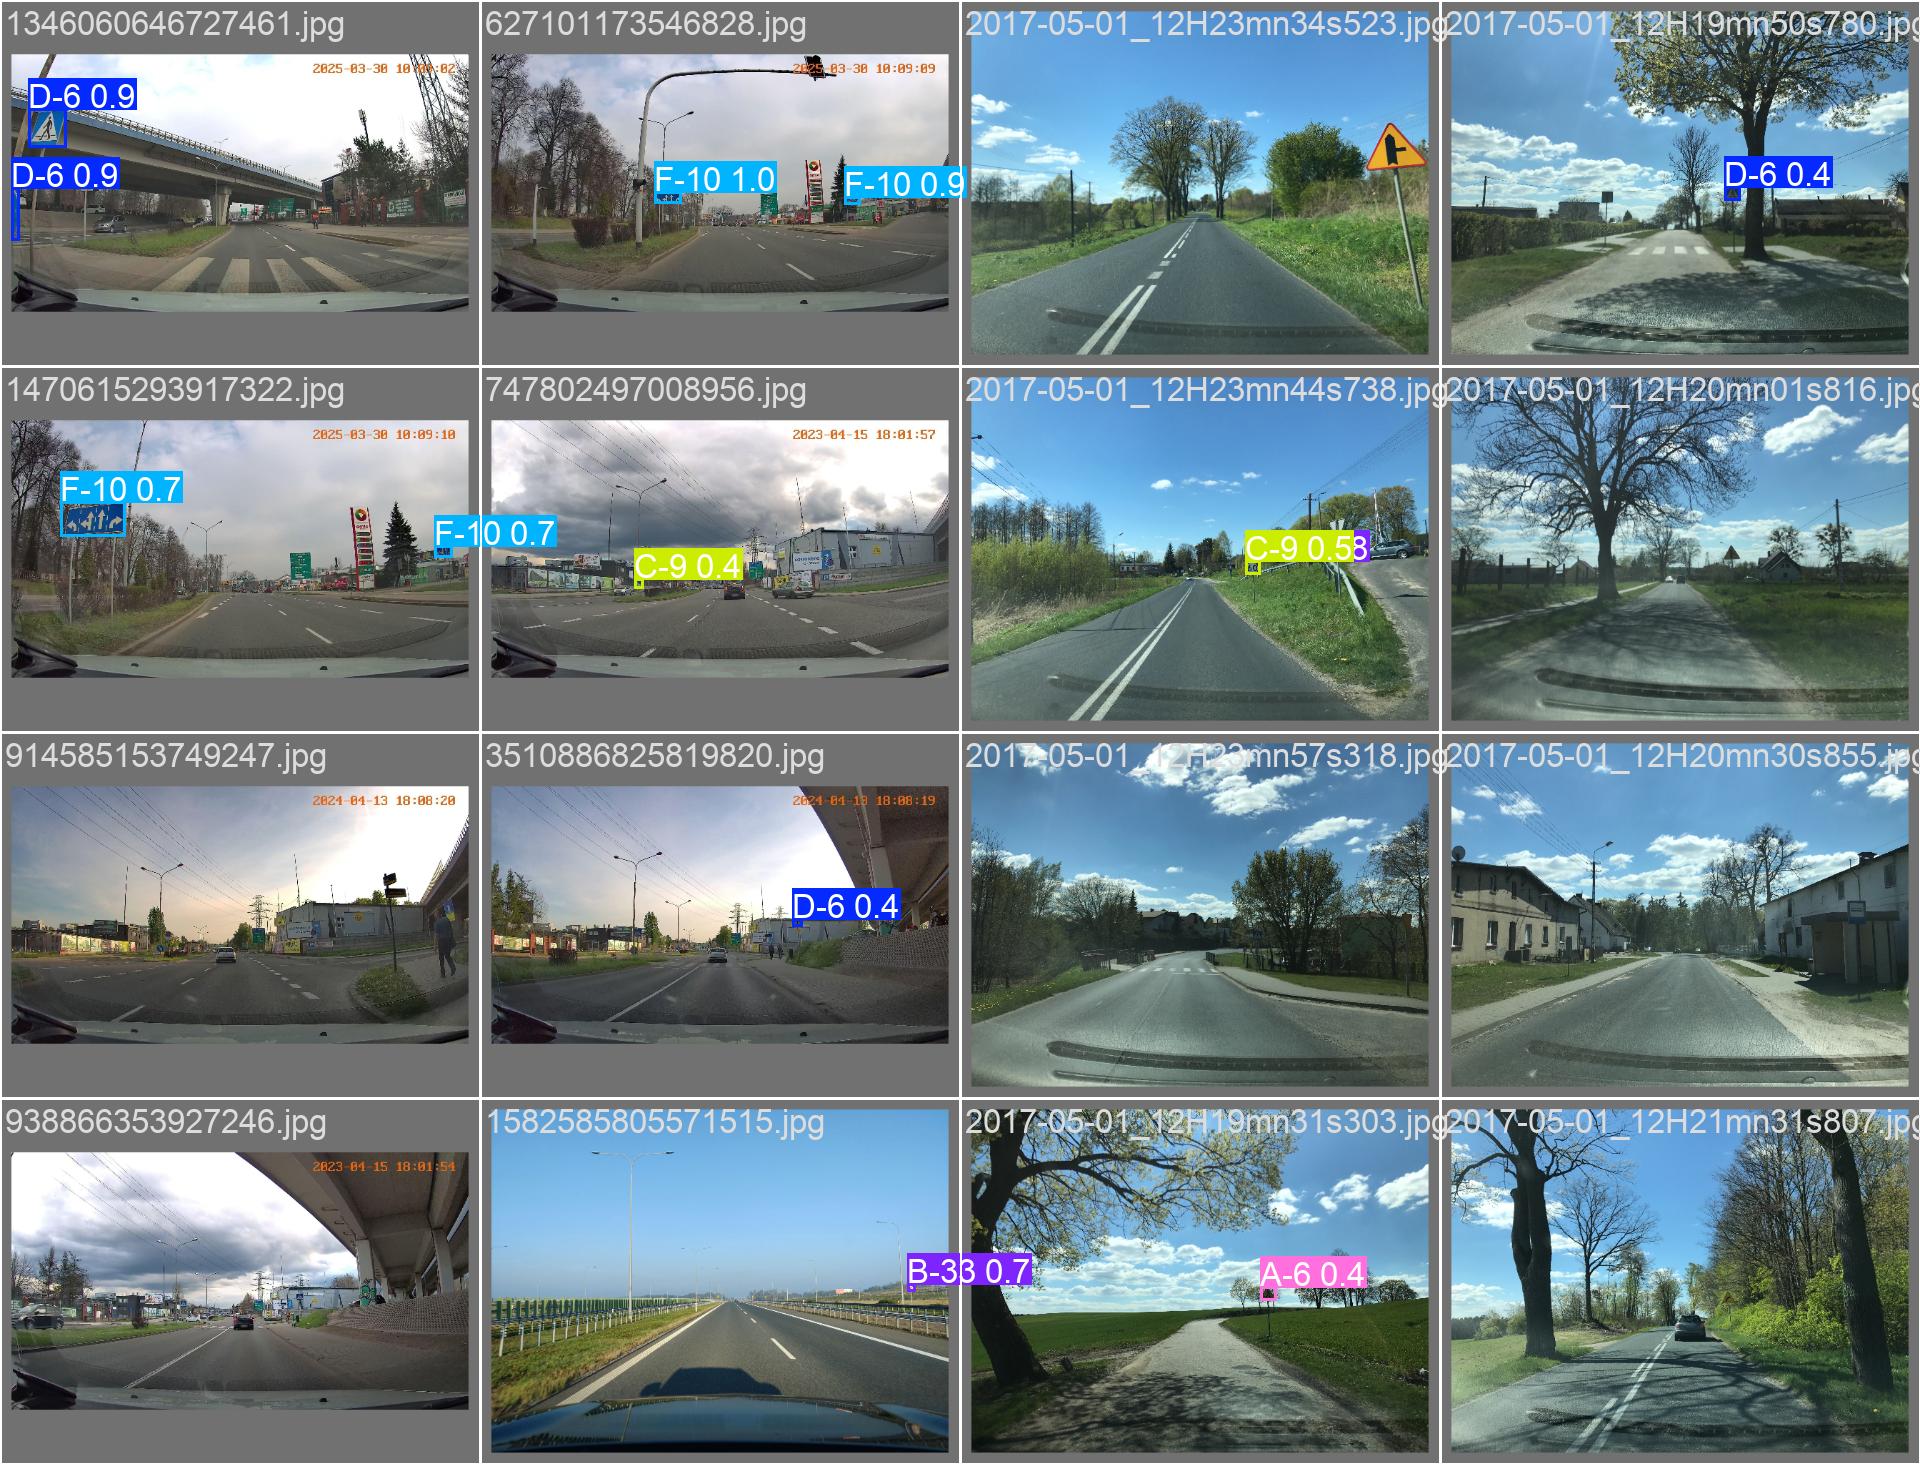 1346060646727461.jpg
2025-03-30 10:09:02
D-6 0.9
D-6 0.9
627101173546828.jpg
2025-03-30 10:09:09
F-10 1.0
F-10 0.9
2017-05-01_12H23mn34s523.jpg
2017-05-01_12H19mn50s780.jpg
D-6 0.4
1470615293917322.jpg
2025-03-30 10:09:10
F-10 0.7
F-10 0.7
747802497008956.jpg
2023-04-15 18:01:57
C-9 0.4
2017-05-01_12H23mn44s738.jpg
C-9 0.5
8
2017-05-01_12H20mn01s816.jpg
914585153749247.jpg
2024-04-13 18:08:20
3510886825819820.jpg
2024-04-13 18:08:19
D-6 0.4
2017-05-01_12H23mn57s318.jpg
2017-05-01_12H20mn30s855.jpg
938866353927246.jpg
2023-04-15 18:01:54
1582585805571515.jpg
B-33 0.7
2017-05-01_12H19mn31s303.jpg
A-6 0.4
2017-05-01_12H21mn31s807.jpg